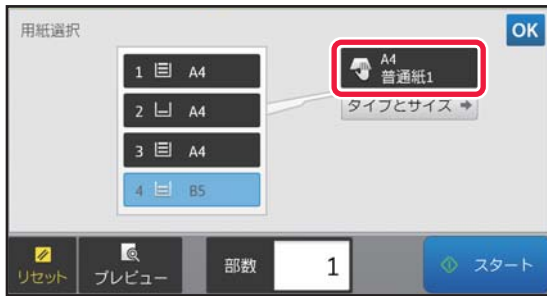 用紙選択
OK
1 A4
2 A4
3 A4
4 B5
A4
普通紙1
タイプとサイズ
リセット
プレビュー
部数
1
スタート